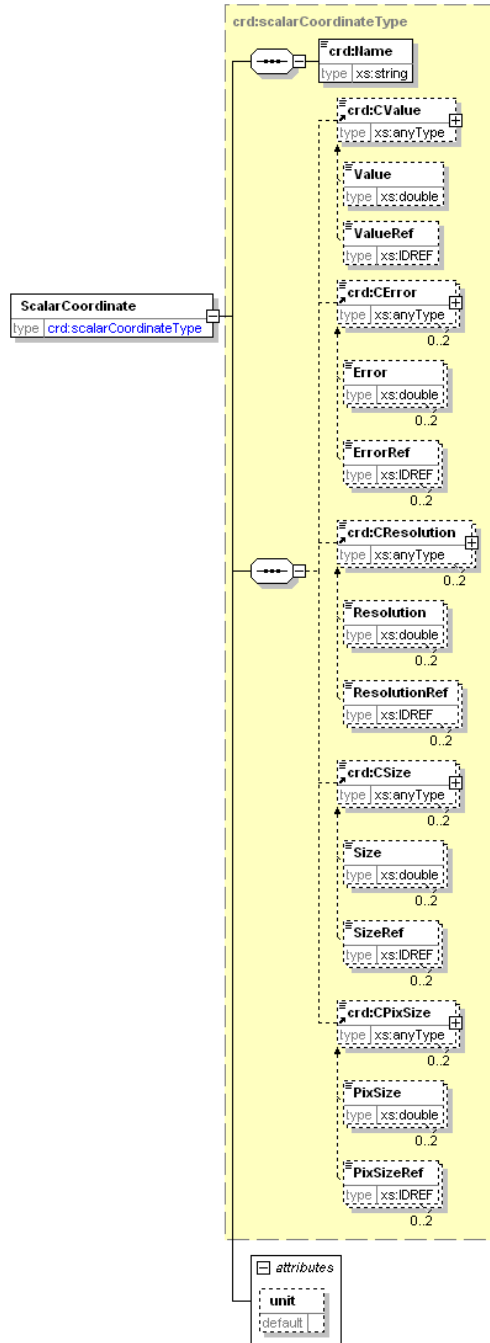 crd:scalarCoordinateType
crd:Name
type xs:string
crd:CValue
type xs:anyType
Value
type xs:double
ValueRef
type xs:IDREF
ScalarCoordinate
type crd:scalarCoordinateType
crd:CError
type xs:anyType
0..2
Error
type xs:double
0..2
ErrorRef
type xs:IDREF
0..2
crd:CResolution
type xs:anyType
0..2
Resolution
type xs:double
0..2
ResolutionRef
type xs:IDREF
0..2
crd:CSize
type xs:anyType
0..2
Size
type xs:double
0..2
SizeRef
type xs:IDREF
0..2
crd:CPixSize
type xs:anyType
0..2
PixSize
type xs:double
0..2
PixSizeRef
type xs:IDREF
0..2
attributes
unit
default